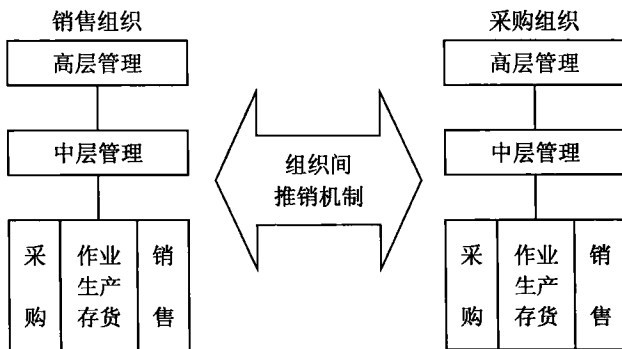 销售组织
高层管理
中层管理
采购
作业
生产
存货
销售
组织间
推销机制
采购组织
高层管理
中层管理
采购
作业
生产
存货
销售